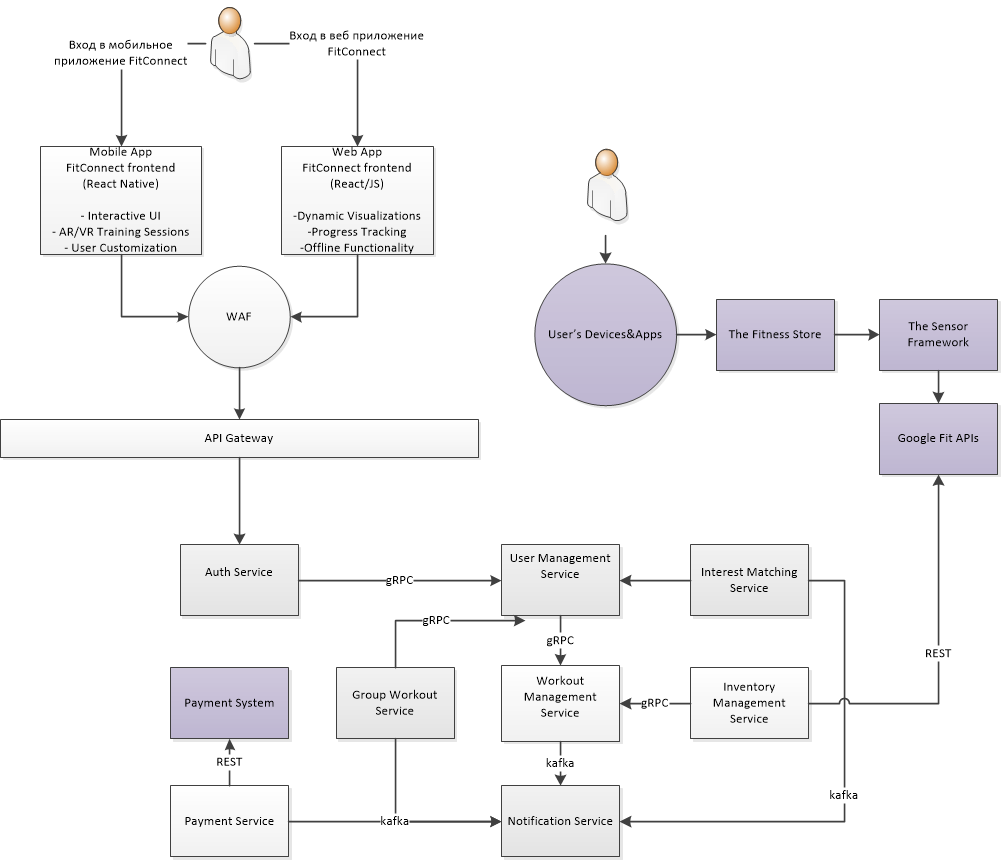 Вход в мобильное
приложение FitConnect
Вход в веб приложение
FitConnect
Mobile App
FitConnect frontend
(React Native)
- Interactive UI
- AR/VR Training Sessions
- User Customization
Web App
FitConnect frontend
(React/JS)
-Dynamic Visualizations
-Progress Tracking
-Offline Functionality
WAF
User's Devices&Apps
The Fitness Store
The Sensor
Framework
API Gateway
Google Fit APIs
Auth Service
gRPC
User Management
Service
Interest Matching
Service
gRPC
gRPC
REST
Payment System
Group Workout
Service
Workout
Management
Service
gRPC
Inventory
Management
Service
REST
kafka
kafka
Payment Service
kafka
Notification Service